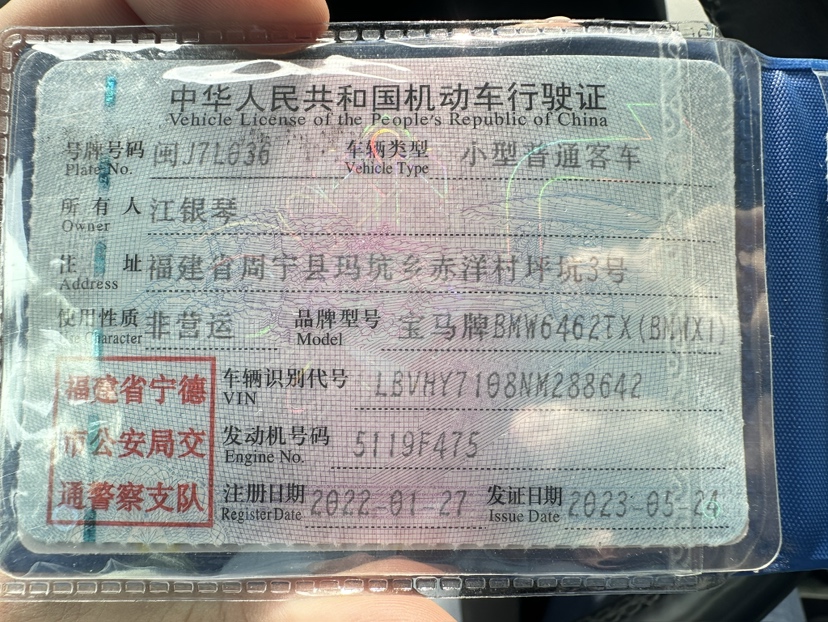 中华人民共和国机动车行驶证
Vehicle License of the People's Republic of China
号牌号码 闽J7L636 车辆类型 小型普通客车
Plate No. Vehicle Type
所有人 江银琴
Owner
住址 福建省周宁县玛坑乡赤洋村坪坑3号
Address
使用性质 非营运 品牌型号 宝马牌BMW6462TX(BMWX1)
Use Character Model
福建省宁德 车辆识别代号 LBVHY7108NM288642
VIN
市公安局交 发动机号码 5119F475
Engine No.
通警察支队 注册日期 2022-01-27 发证日期 2023-05-24
Register Date Issue Date